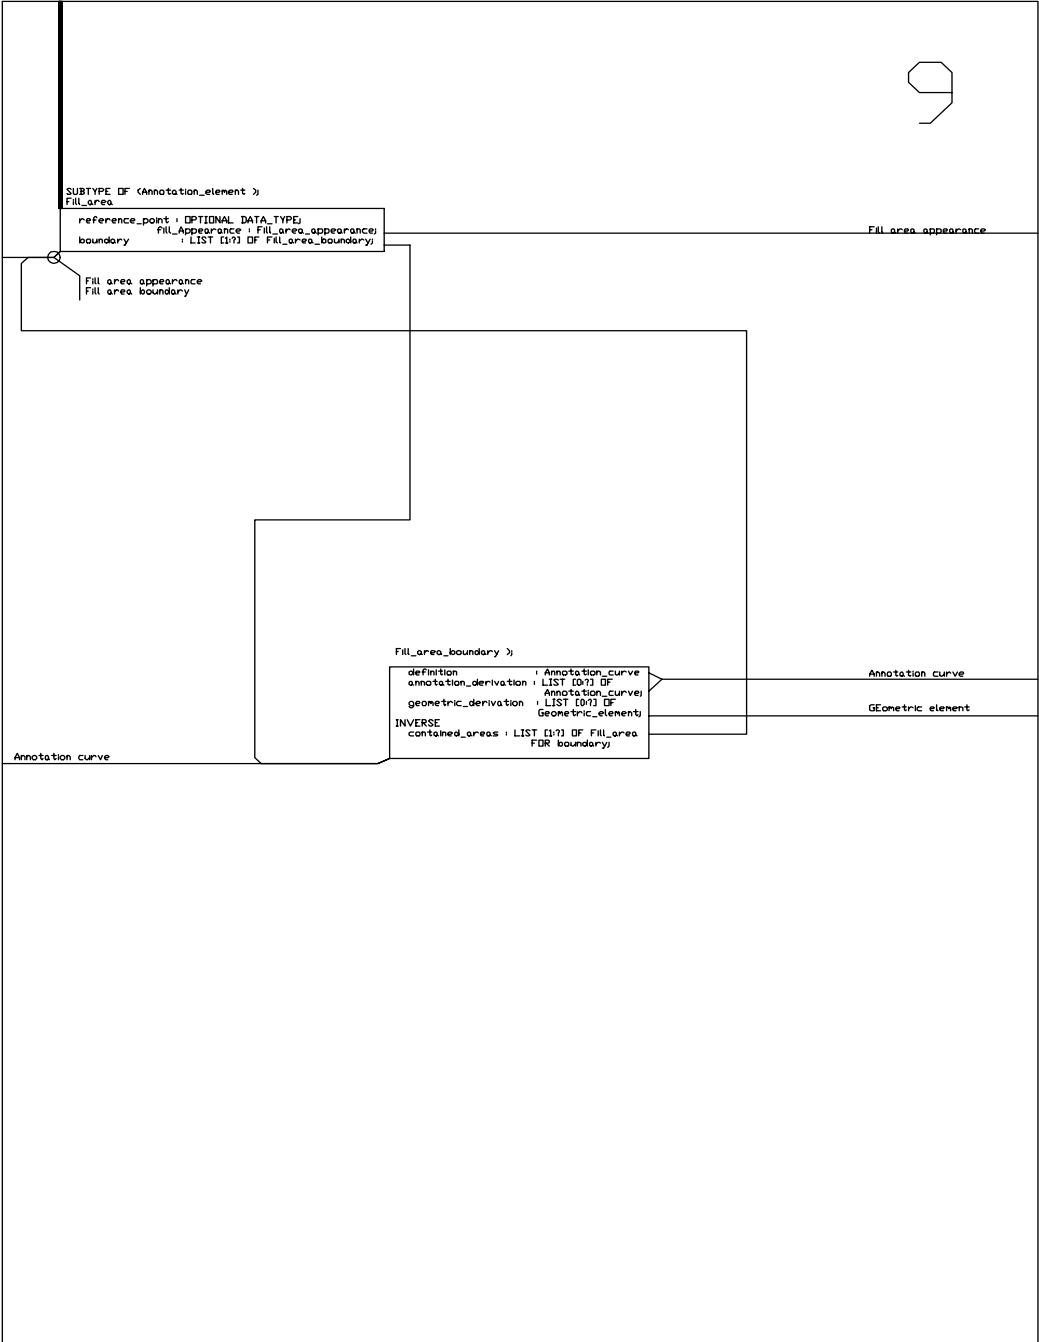 9
SUBTYPE OF (Annotation_element );
Fill_area
reference_point : OPTIONAL DATA_TYPE;
fill_Appearance : Fill_area_appearance;
boundary : LIST [1:?] OF Fill_area_boundary;
Fill area appearance
Fill area appearance
Fill area boundary
Fill_area_boundary );
definition : Annotation_curve
annotation_derivation : LIST [0:?] OF
Annotation_curve;
geometric_derivation : LIST [0:?] OF
Geometric_element;
INVERSE
contained_areas : LIST [1:?] OF Fill_area
FOR boundary;
Annotation curve
GEometric element
Annotation curve